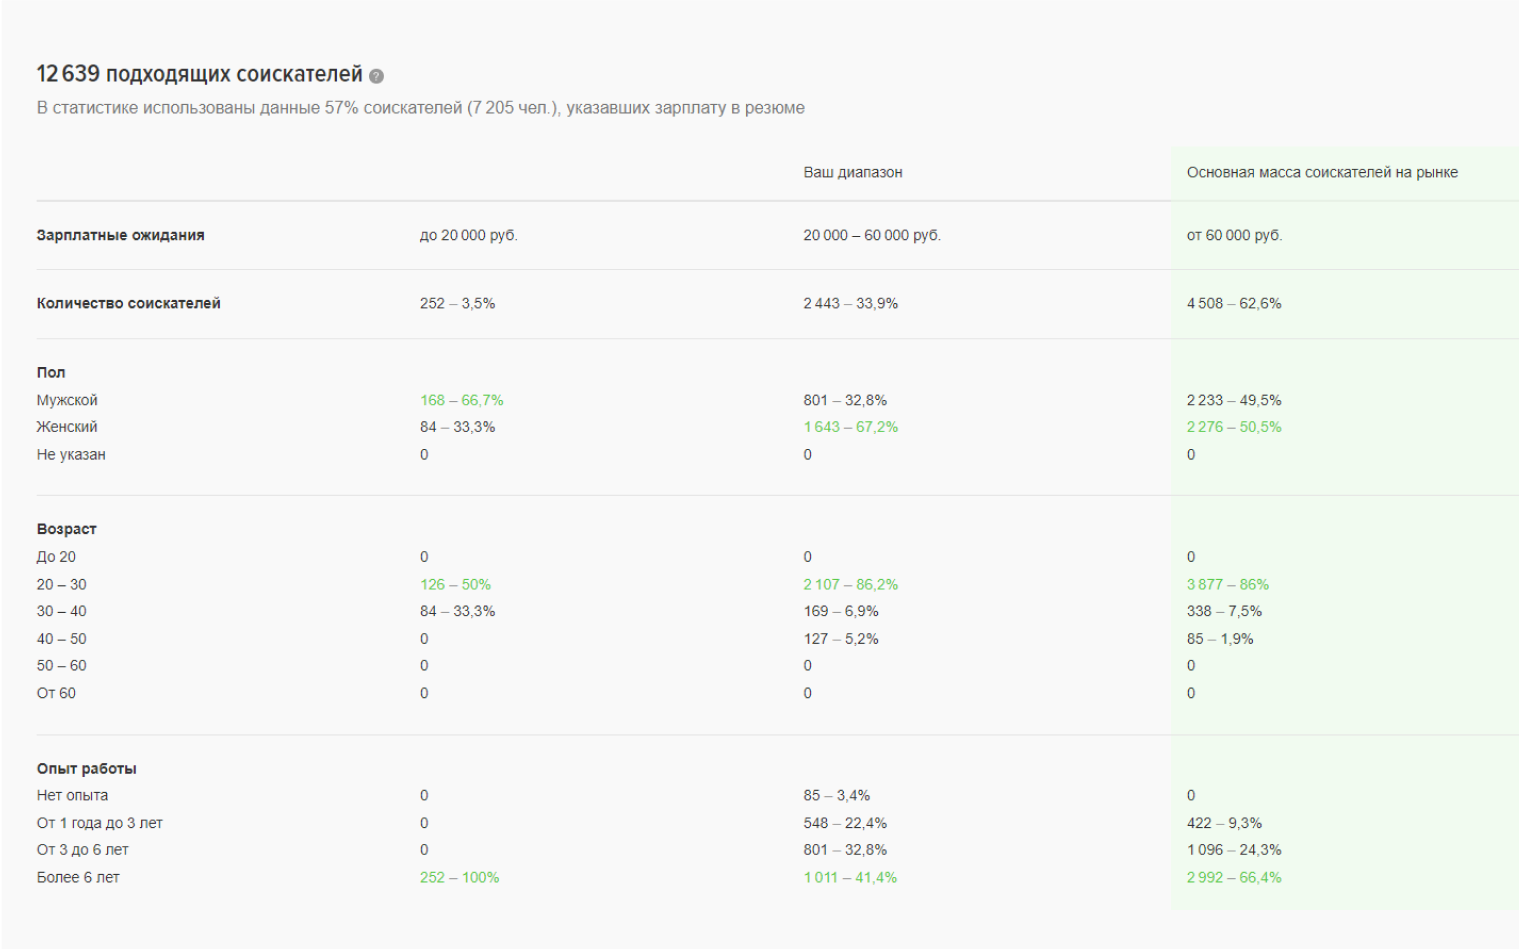 12 639 подходящих соискателей ?
В статистике использованы данные 57% соискателей (7 205 чел.), указавших зарплату в резюме
Ваш диапазон Основная масса соискателей на рынке
Зарплатные ожидания до 20 000 руб. 20 000 – 60 000 руб. от 60 000 руб.
Количество соискателей 252 – 3,5% 2 443 – 33,9% 4 508 – 62,6%
Пол
Мужской 168 – 66,7% 801 – 32,8% 2 233 – 49,5%
Женский 84 – 33,3% 1 643 – 67,2% 2 276 – 50,5%
Не указан 0 0 0
Возраст
До 20 0 0 0
20 – 30 126 – 50% 2 107 – 86,2% 3 877 – 86%
30 – 40 84 – 33,3% 169 – 6,9% 338 – 7,5%
40 – 50 0 127 – 5,2% 85 – 1,9%
50 – 60 0 0 0
От 60 0 0 0
Опыт работы
Нет опыта 0 85 – 3,4% 0
От 1 года до 3 лет 0 548 – 22,4% 422 – 9,3%
От 3 до 6 лет 0 801 – 32,8% 1 096 – 24,3%
Более 6 лет 252 – 100% 1 011 – 41,4% 2 992 – 66,4%